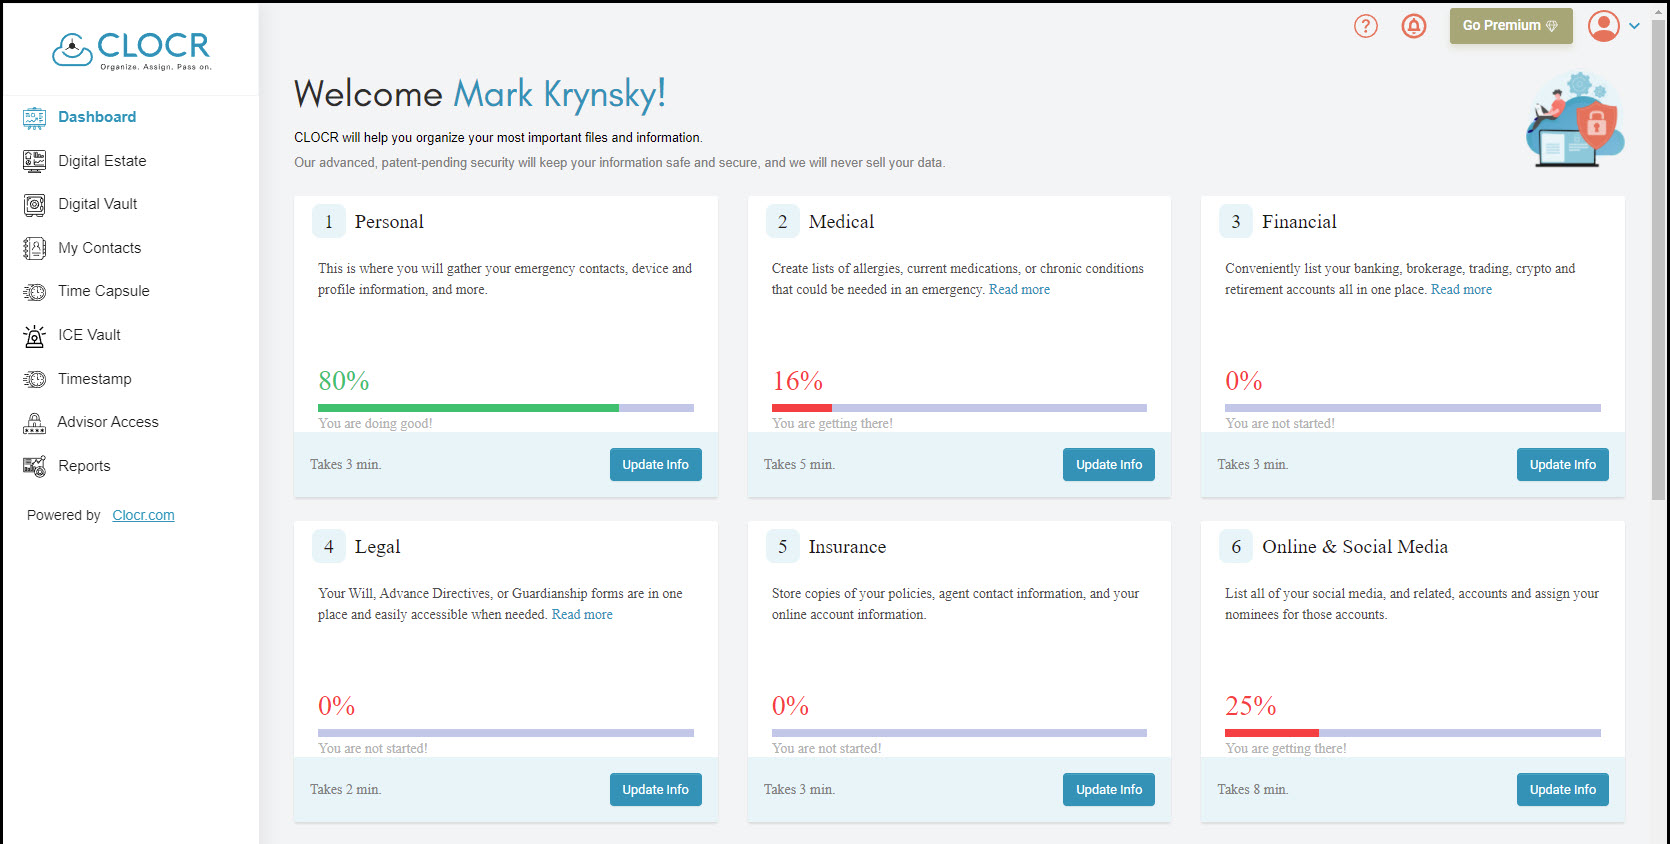 CLOCR
Organize. Assign. Pass on.
Dashboard
Digital Estate
Digital Vault
My Contacts
Time Capsule
ICE Vault
Timestamp
Advisor Access
Reports
Powered by Clocr.com
?
Go Premium
Welcome Mark Krynsky!
CLOCR will help you organize your most important files and information.
Our advanced, patent-pending security will keep your information safe and secure, and we will never sell your data.
1 Personal
This is where you will gather your emergency contacts, device and
profile information, and more.
80%
You are doing good!
Takes 3 min.
Update Info
2 Medical
Create lists of allergies, current medications, or chronic conditions
that could be needed in an emergency. Read more
16%
You are getting there!
Takes 5 min.
Update Info
3 Financial
Conveniently list your banking, brokerage, trading, crypto and
retirement accounts all in one place. Read more
0%
You are not started!
Takes 3 min.
Update Info
4 Legal
Your Will, Advance Directives, or Guardianship forms are in one
place and easily accessible when needed. Read more
0%
You are not started!
Takes 2 min.
Update Info
5 Insurance
Store copies of your policies, agent contact information, and your
online account information.
0%
You are not started!
Takes 3 min.
Update Info
6 Online & Social Media
List all of your social media, and related, accounts and assign your
nominees for those accounts.
25%
You are getting there!
Takes 8 min.
Update Info